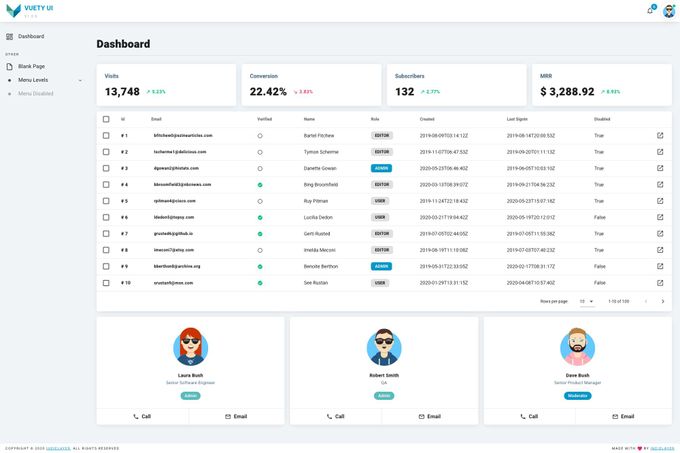 VUETY UI
6
Dashboard
OTHER
Blank Page
Menu Levels
Menu Disabled
Dashboard
Visits
13,748 9.23%
Conversion
22.42% 3.83%
Subscribers
132 2.77%
MRR
$ 3,288.92 8.93%
Id Email Verified Name Role Created Last SignIn Disabled
# 1 bfitchew0@ezinearticles.com Bartel Fitchew EDITOR 2019-08-09T03:14:12Z 2019-08-14T20:00:53Z True
# 2 tscherme1@delicious.com Tymon Scherme EDITOR 2019-11-07T06:47:53Z 2019-09-20T01:11:13Z True
# 3 dgowan2@histats.com Danette Gowan ADMIN 2020-05-23T06:46:40Z 2019-06-05T10:03:10Z True
# 4 bbroomfield3@nbcnews.com Bing Broomfield EDITOR 2020-03-13T08:39:07Z 2019-09-21T04:56:23Z True
# 5 rpitman4@cisco.com Ruy Pitman USER 2019-11-24T22:18:43Z 2020-05-23T15:07:18Z True
# 6 ldedon5@topsy.com Lucilia Dedon USER 2020-03-21T19:04:42Z 2020-05-19T20:12:01Z False
# 7 grusted6@github.io Gerti Rusted EDITOR 2019-07-05T02:44:05Z 2019-07-05T11:55:38Z True
# 8 imeconi7@etsy.com Imelda Meconi EDITOR 2019-08-19T11:10:08Z 2019-07-03T07:40:23Z True
# 9 bberthon8@archive.org Benoite Berthon ADMIN 2019-05-31T22:33:05Z 2020-02-17T08:31:17Z False
# 10 srustan9@msn.com See Rustan USER 2020-01-29T13:31:15Z 2020-04-08T10:57:40Z False
Rows per page: 10 1-10 of 100
Laura Bush
Senior Software Engineer
Admin
Call Email
Robert Smith
QA
Admin
Call Email
Dave Bush
Senior Product Manager
Moderator
Call Email
COPYRIGHT © 2020 INDIELAYER, ALL RIGHTS RESERVED
MADE WITH ❤ BY INDIELAYER